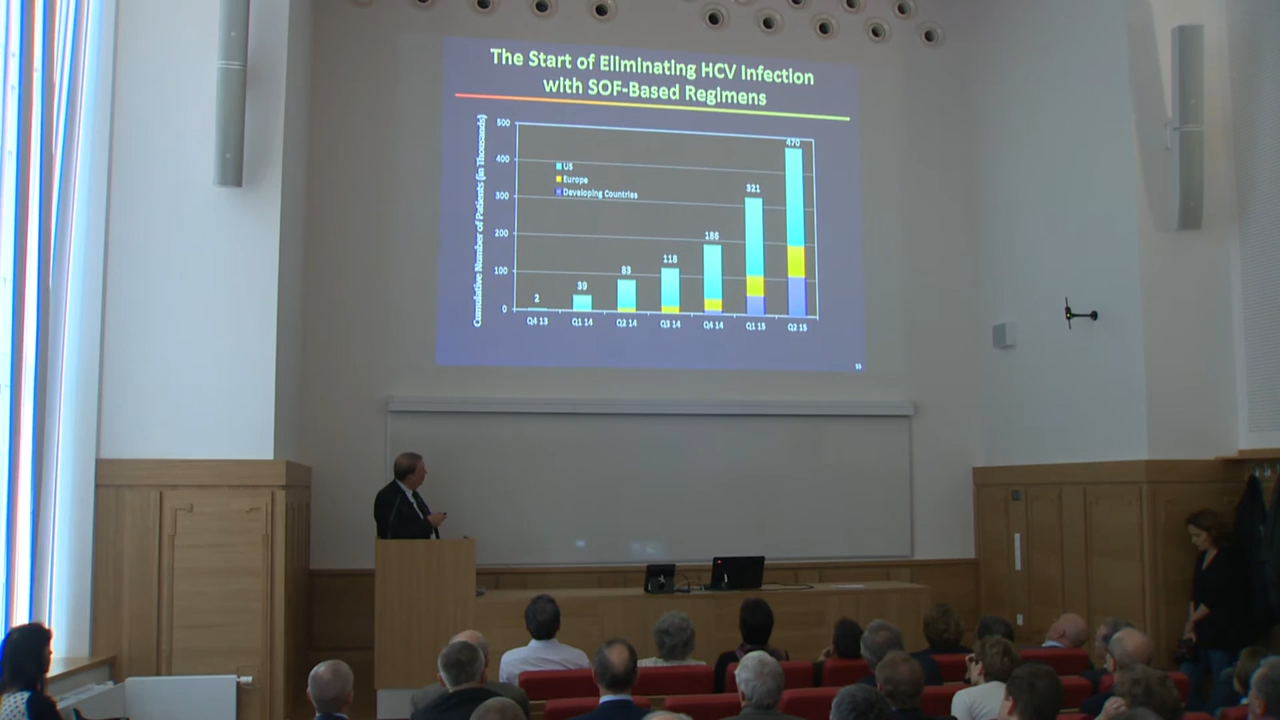 The Start of Eliminating HCV Infection
with SOF-Based Regimens
Cumulative Number of Patients (in Thousands)
500
400
300
200
100
0
US
Europe
Developing Countries
2
39
83
118
186
321
470
Q4 13
Q1 14
Q2 14
Q3 14
Q4 14
Q1 15
Q2 15
55